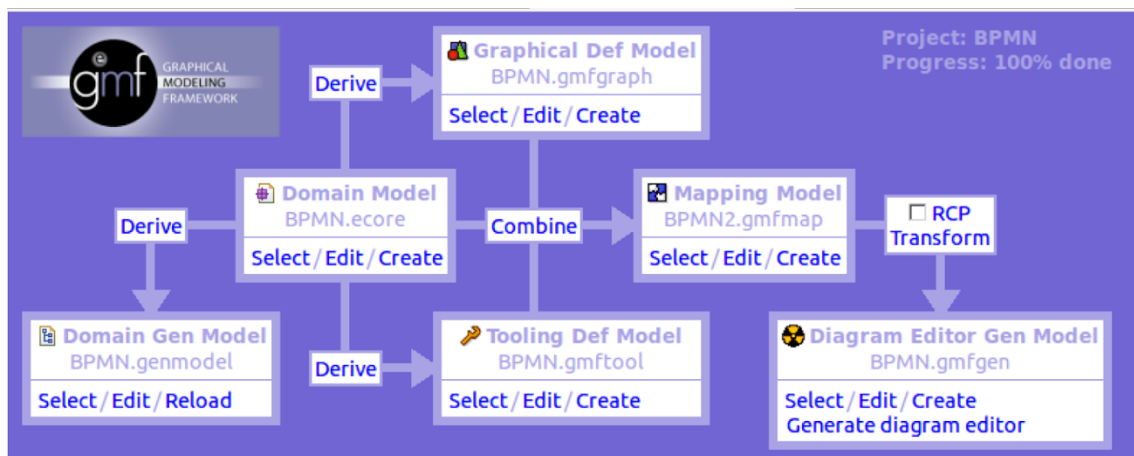 e
gmf
GRAPHICAL
MODELING
FRAMEWORK
Derive
Graphical Def Model
BPMN.gmfgraph
Select/Edit/Create
Project: BPMN
Progress: 100% done
Derive
Domain Model
BPMN.ecore
Select/Edit/Create
Combine
Mapping Model
BPMN2.gmfmap
Select/Edit/Create
RCP
Transform
Domain Gen Model
BPMN.genmodel
Select/Edit/Reload
Derive
Tooling Def Model
BPMN.gmftool
Select/Edit/Create
Diagram Editor Gen Model
BPMN.gmfgen
Select/Edit/Create
Generate diagram editor